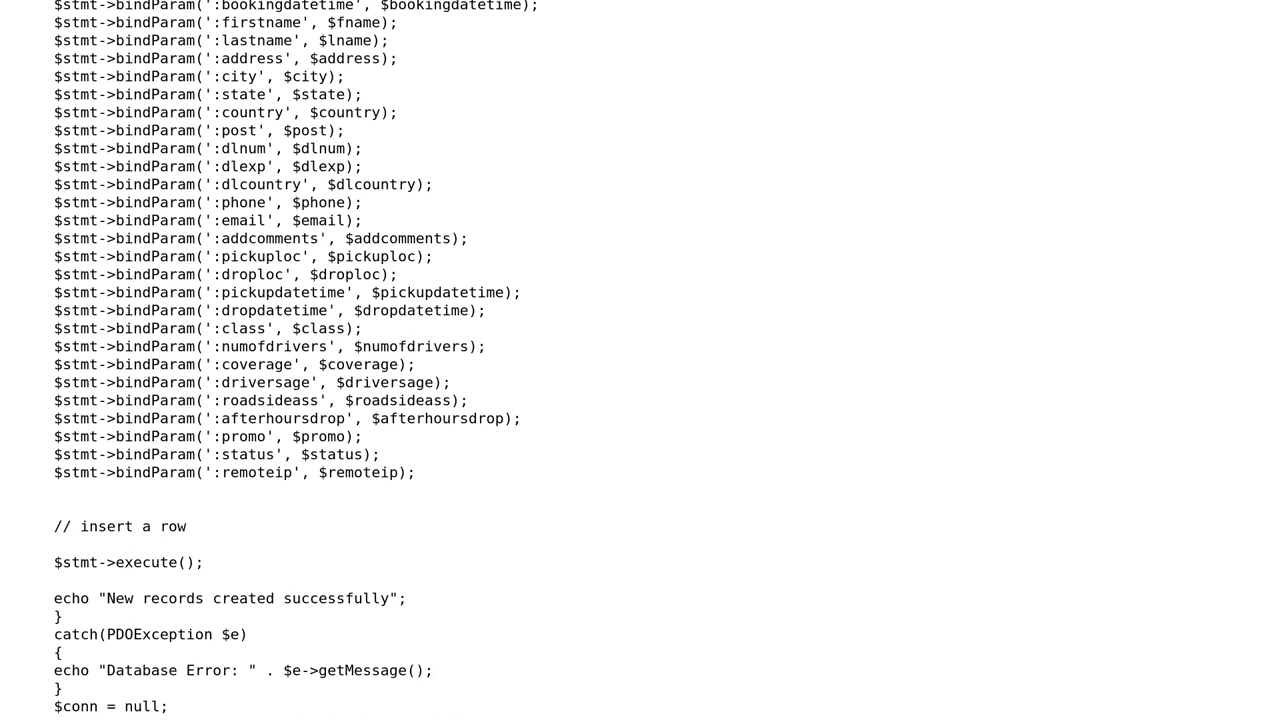 $stmt->bindParam(':bookingdatetime', $bookingdatetime);
$stmt->bindParam(':firstname', $fname);
$stmt->bindParam(':lastname', $lname);
$stmt->bindParam(':address', $address);
$stmt->bindParam(':city', $city);
$stmt->bindParam(':state', $state);
$stmt->bindParam(':country', $country);
$stmt->bindParam(':post', $post);
$stmt->bindParam(':dlnum', $dlnum);
$stmt->bindParam(':dlexp', $dlexp);
$stmt->bindParam(':dlcountry', $dlcountry);
$stmt->bindParam(':phone', $phone);
$stmt->bindParam(':email', $email);
$stmt->bindParam(':addcomments', $addcomments);
$stmt->bindParam(':pickuploc', $pickuploc);
$stmt->bindParam(':droploc', $droploc);
$stmt->bindParam(':pickupdatetime', $pickupdatetime);
$stmt->bindParam(':dropdatetime', $dropdatetime);
$stmt->bindParam(':class', $class);
$stmt->bindParam(':numofdrivers', $numofdrivers);
$stmt->bindParam(':coverage', $coverage);
$stmt->bindParam(':driversage', $driversage);
$stmt->bindParam(':roadsideass', $roadsideass);
$stmt->bindParam(':afterhoursdrop', $afterhoursdrop);
$stmt->bindParam(':promo', $promo);
$stmt->bindParam(':status', $status);
$stmt->bindParam(':remoteip', $remoteip);
// insert a row
$stmt->execute();
echo "New records created successfully";
}
catch(PDOException $e)
{
echo "Database Error: " . $e->getMessage();
}
$conn = null;